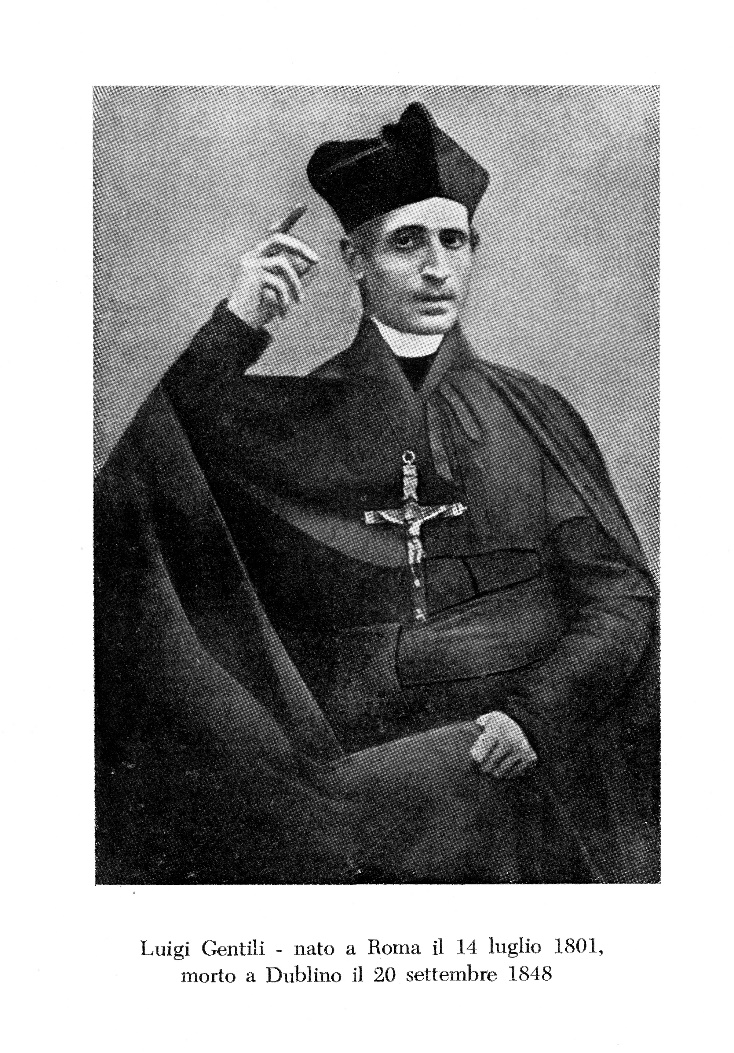 Luigi Gentili - nato a Roma il 14 luglio 1801,
morto a Dublino il 20 settembre 1848